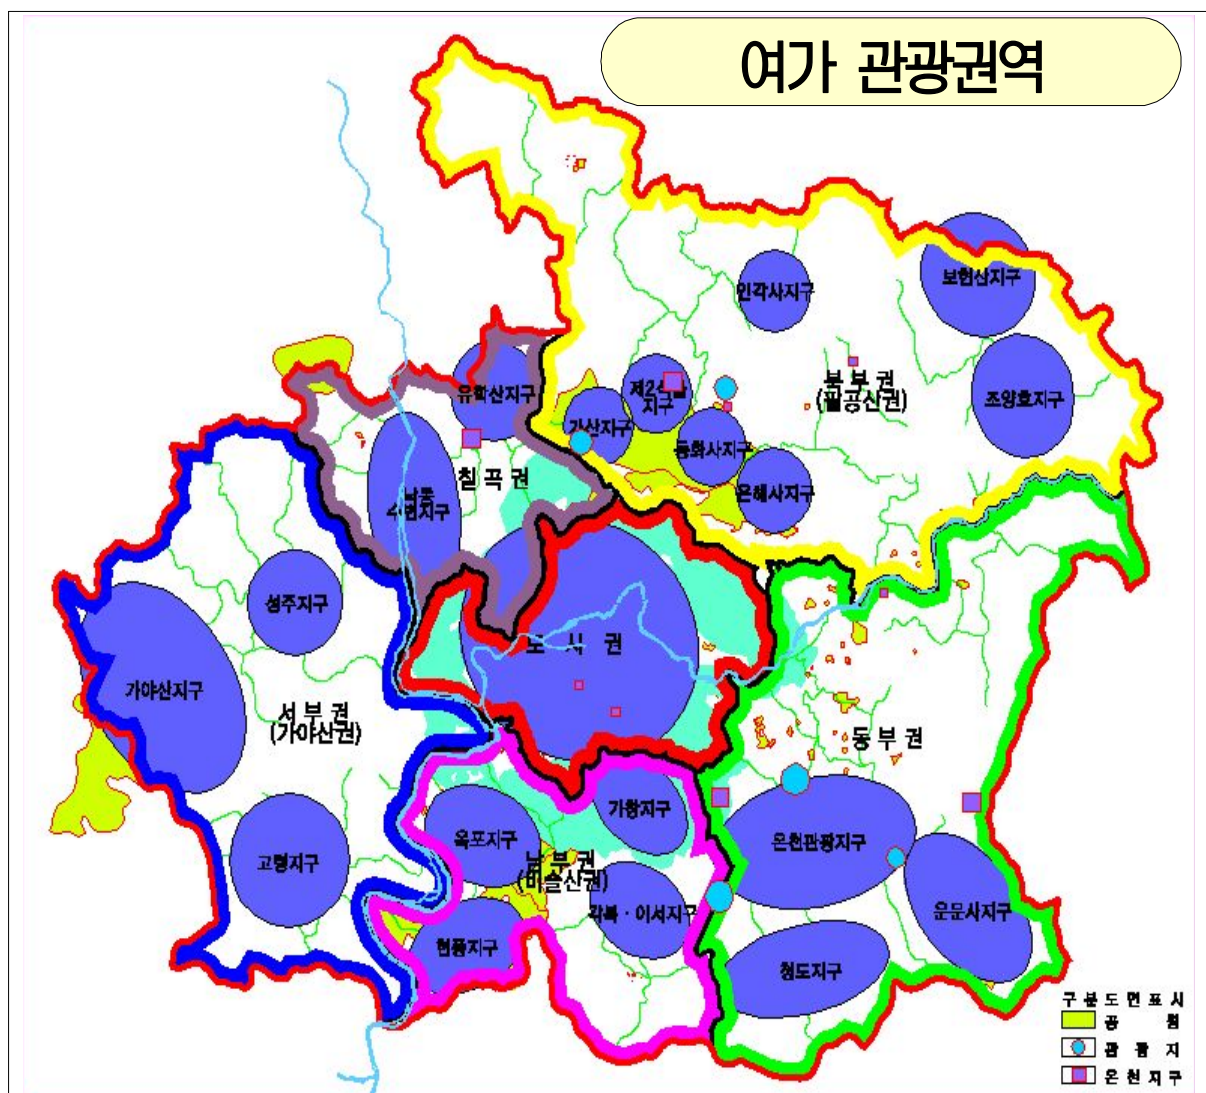 여가 관광권역
보현산지구
인각사지구
조양호지구
북 부 권
(팔공산권)
유학산지구
지구
가산지구
동화사지구
은해사지구
칠 곡 권
수변지구
성주지구
가야산지구
서 부 권
(가야산권)
도 시 권
동 부 권
가창지구
옥포지구
남 부 권
(비슬산권)
온천관광지구
고령지구
각북·이서지구
운문사지구
현풍지구
청도지구
구 분 도 면 표 시
공 원
관 광 지
온 천 지 구